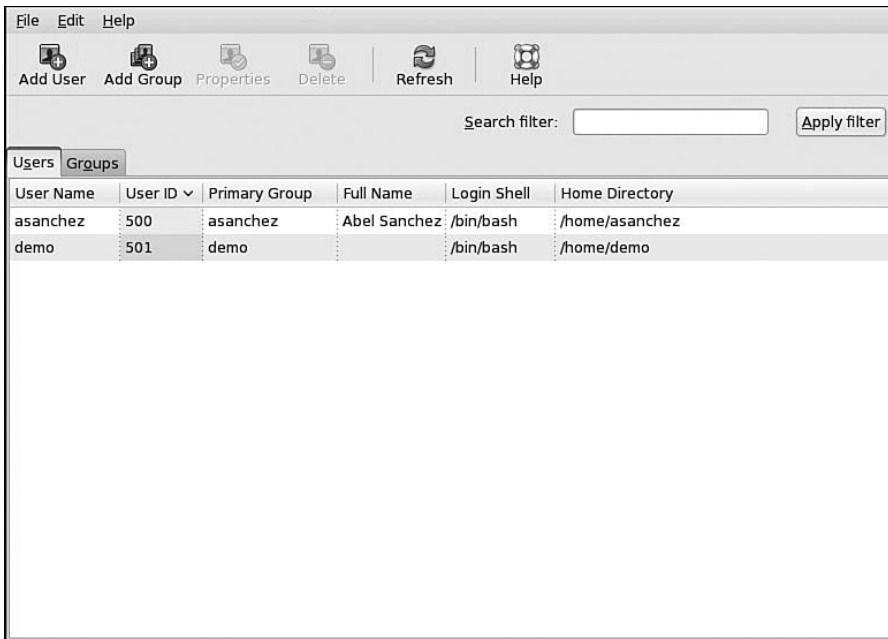 File Edit Help
Add User Add Group Properties Delete Refresh Help
Search filter: Apply filter
Users Groups
User Name User ID Primary Group Full Name Login Shell Home Directory
asanchez 500 asanchez Abel Sanchez /bin/bash /home/asanchez
demo 501 demo /bin/bash /home/demo